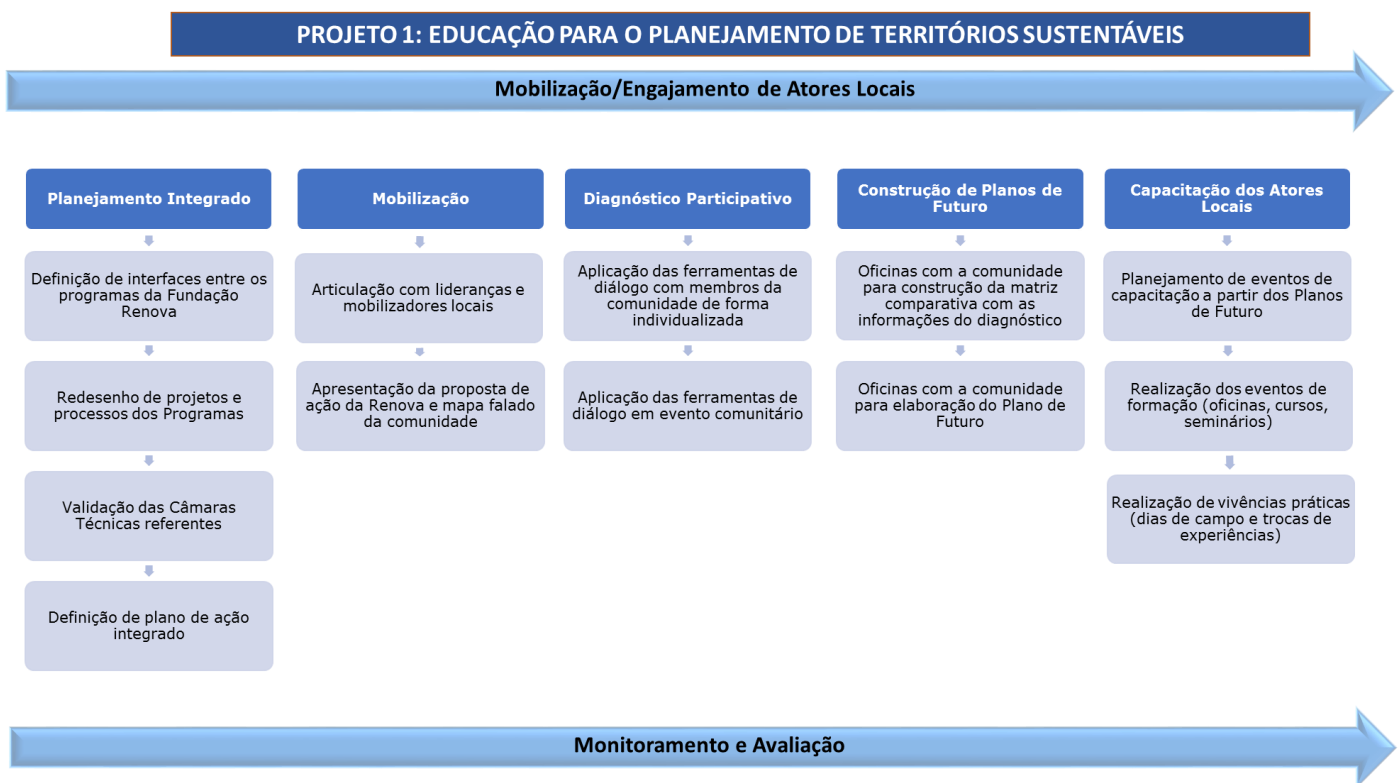 PROJETO 1: EDUCAÇÃO PARA O PLANEJAMENTO DE TERRITÓRIOS SUSTENTÁVEIS
Mobilização/Engajamento de Atores Locais
Planejamento Integrado
Definição de interfaces entre os
programas da Fundação
Renova
Redesenho de projetos e
processos dos Programas
Validação das Câmaras
Técnicas referentes
Definição de plano de ação
integrado
Mobilização
Articulação com lideranças e
mobilizadores locais
Apresentação da proposta de
ação da Renova e mapa falado
da comunidade
Diagnóstico Participativo
Aplicação das ferramentas de
diálogo com membros da
comunidade de forma
individualizada
Aplicação das ferramentas de
diálogo em evento comunitário
Construção de Planos de
Futuro
Oficinas com a comunidade
para construção da matriz
comparativa com as
informações do diagnóstico
Oficinas com a comunidade
para elaboração do Plano de
Futuro
Capacitação dos Atores
Locais
Planejamento de eventos de
capacitação a partir dos Planos
de Futuro
Realização dos eventos de
formação (oficinas, cursos,
seminários)
Realização de vivências práticas
(dias de campo e trocas de
experiências)
Monitoramento e Avaliação